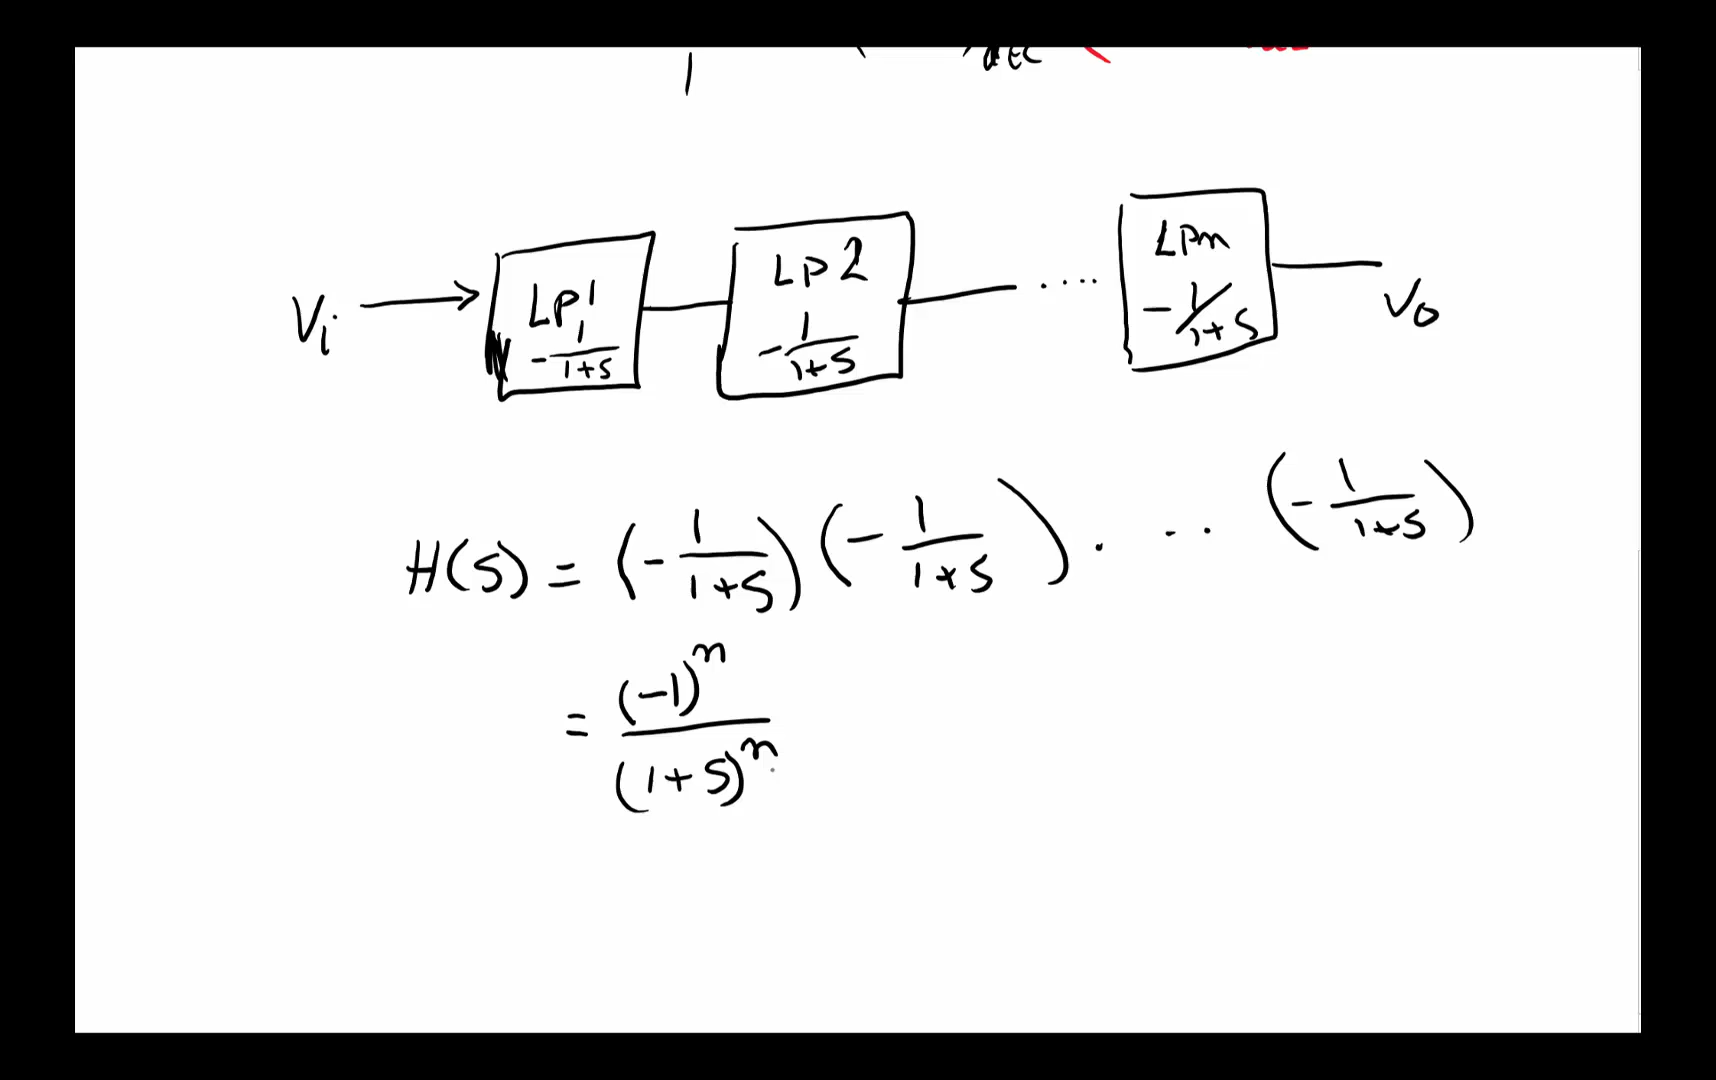 dec
Vi → LP1 -1/(1+S) LP2 -1/(1+S) .... LPn -1/(1+S) Vo
H(S) = (-1/(1+S)) (-1/(1+S)) . . . (-1/(1+S))
= (-1)^n/(1+S)^n